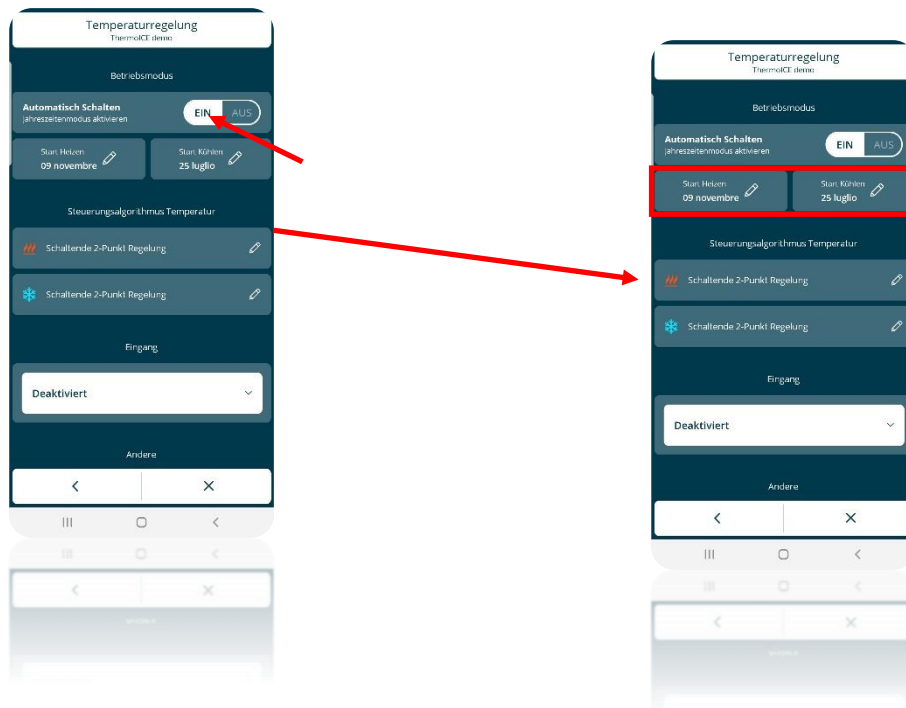 Temperaturregelung
ThermoICE demo
Betriebsmodus
Automatisch Schalten
Jahreszeitenmodus aktivieren
EIN AUS
Start Heizen
09 novembre
Start Kühlen
25 luglio
Steuerungsalgorithmus Temperatur
Schaltende 2-Punkt Regelung
Schaltende 2-Punkt Regelung
Eingang
Deaktiviert
Andere
Temperaturregelung
ThermoICE demo
Betriebsmodus
Automatisch Schalten
Jahreszeitenmodus aktivieren
EIN AUS
Start Heizen
09 novembre
Start Kühlen
25 luglio
Steuerungsalgorithmus Temperatur
Schaltende 2-Punkt Regelung
Schaltende 2-Punkt Regelung
Eingang
Deaktiviert
Andere